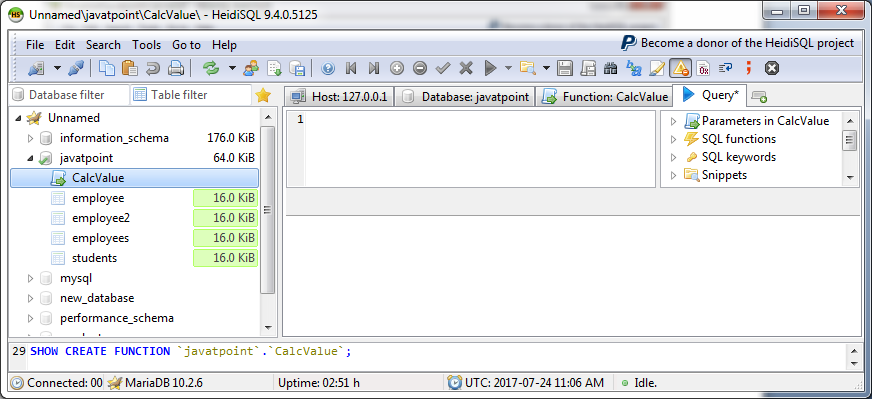 Unnamed\javatpoint\CalcValue\ - HeidiSQL 9.4.0.5125
File Edit Search Tools Go to Help
Become a donor of the HeidiSQL project
Database filter Table filter
Host: 127.0.0.1 Database: javatpoint Function: CalcValue Query*
Unnamed
information_schema 176.0 KiB
javatpoint 64.0 KiB
CalcValue
employee 16.0 KiB
employee2 16.0 KiB
employees 16.0 KiB
students 16.0 KiB
mysql
new_database
performance_schema
1
Parameters in CalcValue
SQL functions
SQL keywords
Snippets
29 SHOW CREATE FUNCTION `javatpoint`.`CalcValue`;
Connected: 00 MariaDB 10.2.6 Uptime: 02:51 h UTC: 2017-07-24 11:06 AM Idle.